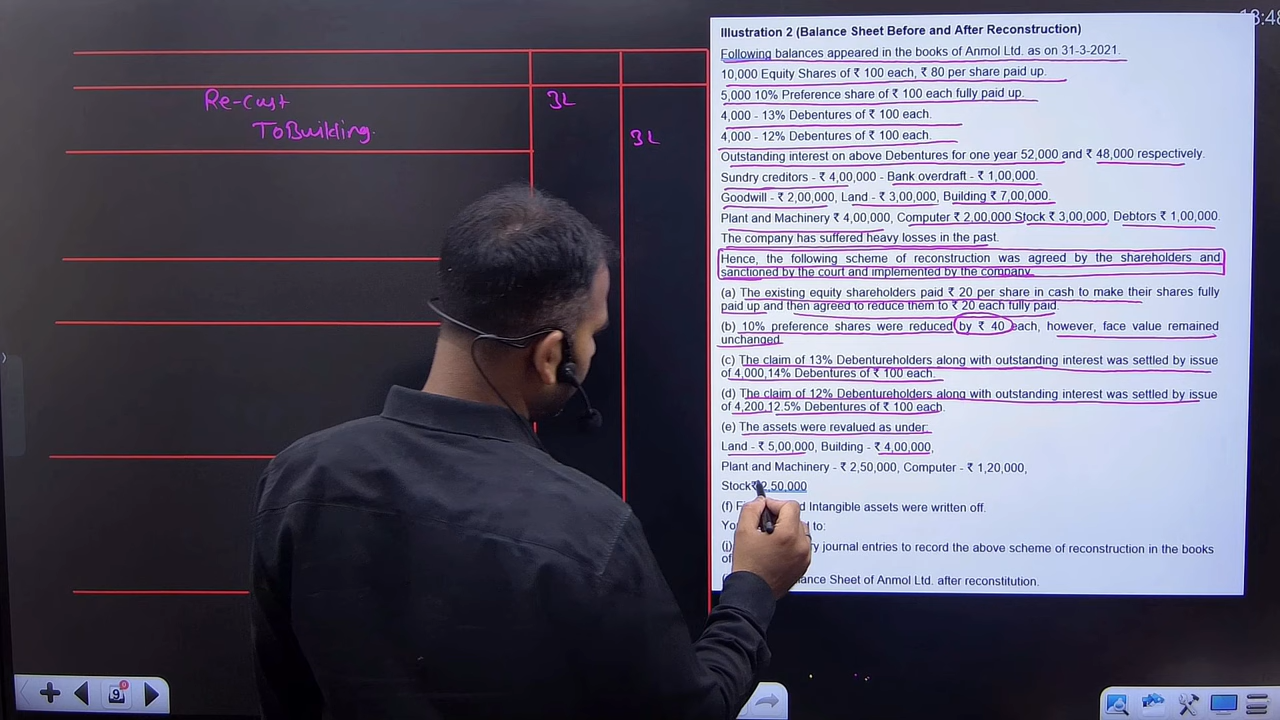 18:48
Re-cust
To Building.
3L
3L
Illustration 2 (Balance Sheet Before and After Reconstruction)
Following balances appeared in the books of Anmol Ltd. as on 31-3-2021.
10,000 Equity Shares of ₹ 100 each, ₹ 80 per share paid up.
5,000 10% Preference share of ₹ 100 each fully paid up.
4,000 - 13% Debentures of ₹ 100 each.
4,000 - 12% Debentures of ₹ 100 each.
Outstanding interest on above Debentures for one year 52,000 and ₹ 48,000 respectively.
Sundry creditors - ₹ 4,00,000 - Bank overdraft - ₹ 1,00,000.
Goodwill - ₹ 2,00,000, Land - ₹ 3,00,000, Building ₹ 7,00,000.
Plant and Machinery ₹ 4,00,000, Computer ₹ 2,00,000 Stock ₹ 3,00,000, Debtors ₹ 1,00,000.
The company has suffered heavy losses in the past.
Hence, the following scheme of reconstruction was agreed by the shareholders and
sanctioned by the court and implemented by the company.
(a) The existing equity shareholders paid ₹ 20 per share in cash to make their shares fully
paid up and then agreed to reduce them to ₹ 20 each fully paid.
(b) 10% preference shares were reduced by ₹ 40 each, however, face value remained
unchanged.
(c) The claim of 13% Debentureholders along with outstanding interest was settled by issue
of 4,000,14% Debentures of ₹ 100 each.
(d) The claim of 12% Debentureholders along with outstanding interest was settled by issue
of 4,200,12.5% Debentures of ₹ 100 each.
(e) The assets were revalued as under:
Land - ₹ 5,00,000, Building - ₹ 4,00,000,
Plant and Machinery - ₹ 2,50,000, Computer - ₹ 1,20,000,
Stock ₹ 2,50,000
(f) Intangible assets were written off.
to:
(i) journal entries to record the above scheme of reconstruction in the books
of
Sheet of Anmol Ltd. after reconstitution.
9